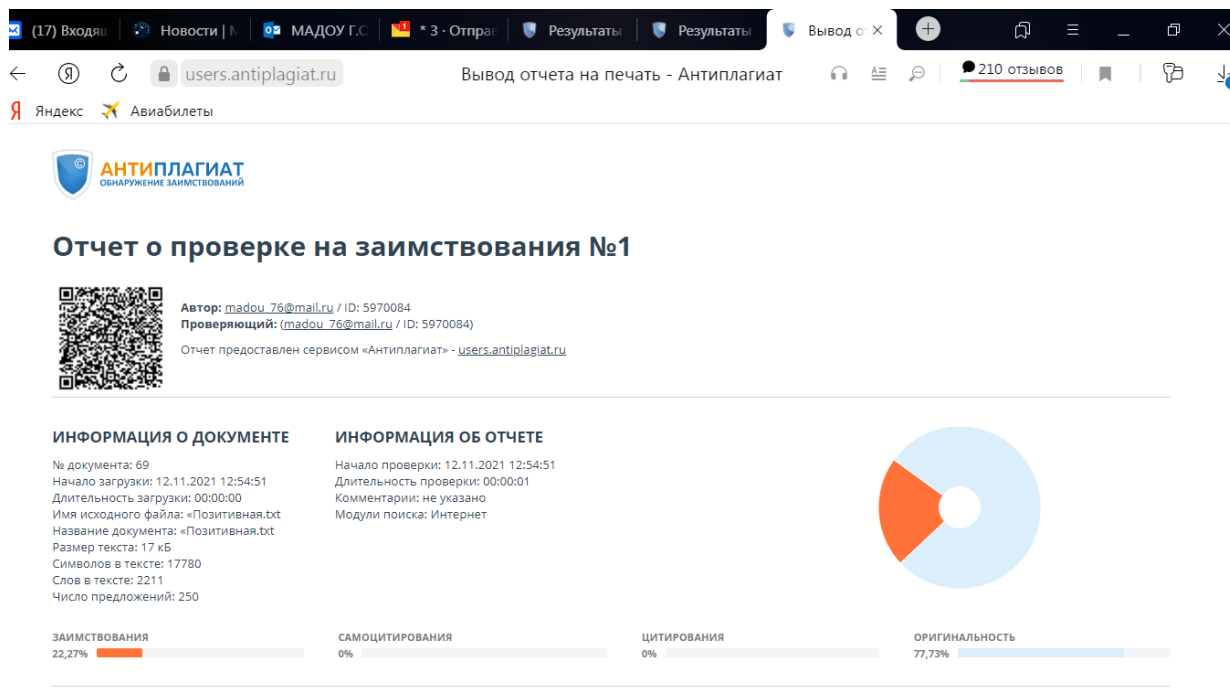 (17) Входящ
Новости | М
МАДОУ Г.О
* 3 · Отправ
Результаты
Результаты
Вывод от
users.antiplagiat.ru
Вывод отчета на печать - Антиплагиат
210 отзывов
Яндекс
Авиабилеты
АНТИПЛАГИАТ
ОБНАРУЖЕНИЕ ЗАИМСТВОВАНИЙ
Отчет о проверке на заимствования №1
Автор: madou_76@mail.ru / ID: 5970084
Проверяющий: (madou_76@mail.ru / ID: 5970084)
Отчет предоставлен сервисом «Антиплагиат» - users.antiplagiat.ru
ИНФОРМАЦИЯ О ДОКУМЕНТЕ
№ документа: 69
Начало загрузки: 12.11.2021 12:54:51
Длительность загрузки: 00:00:00
Имя исходного файла: «Позитивная.txt
Название документа: «Позитивная.txt
Размер текста: 17 кБ
Символов в тексте: 17780
Слов в тексте: 2211
Число предложений: 250
ИНФОРМАЦИЯ ОБ ОТЧЕТЕ
Начало проверки: 12.11.2021 12:54:51
Длительность проверки: 00:00:01
Комментарии: не указано
Модули поиска: Интернет
ЗАИМСТВОВАНИЯ
22,27%
САМОЦИТИРОВАНИЯ
0%
ЦИТИРОВАНИЯ
0%
ОРИГИНАЛЬНОСТЬ
77,73%